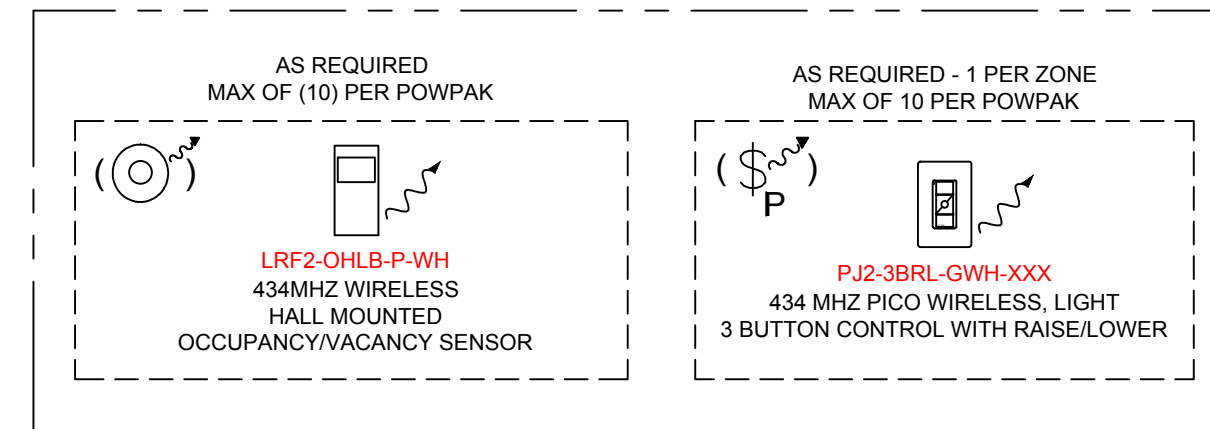 AS REQUIRED
MAX OF (10) PER POWPAK
LRF2-OHLB-P-WH
434MHZ WIRELESS
HALL MOUNTED
OCCUPANCY/VACANCY SENSOR
AS REQUIRED - 1 PER ZONE
MAX OF 10 PER POWPAK
($)
P
PJ2-3BRL-GWH-XXX
434 MHZ PICO WIRELESS, LIGHT
3 BUTTON CONTROL WITH RAISE/LOWER